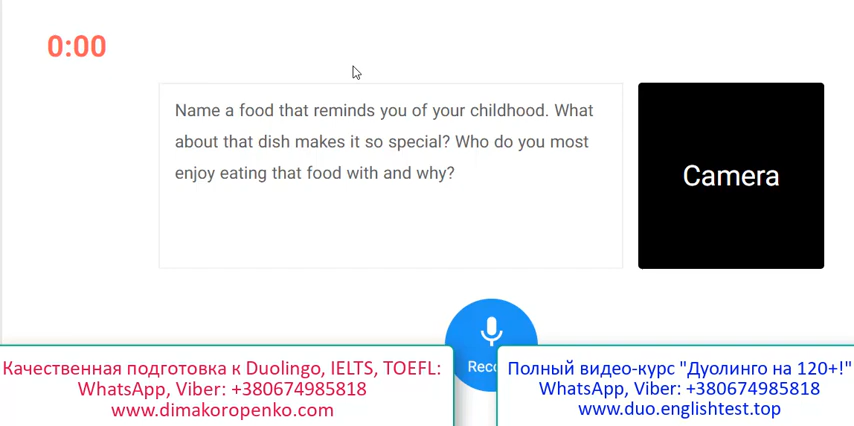 0:00
Name a food that reminds you of your childhood. What
about that dish makes it so special? Who do you most
enjoy eating that food with and why?
Camera
Качественная подготовка к Duolingo, IELTS, TOEFL:
WhatsApp, Viber: +380674985818
www.dimakoropenko.com
Полный видео-курс "Дуолинго на 120+!"
WhatsApp, Viber: +380674985818
www.duo.englishtest.top